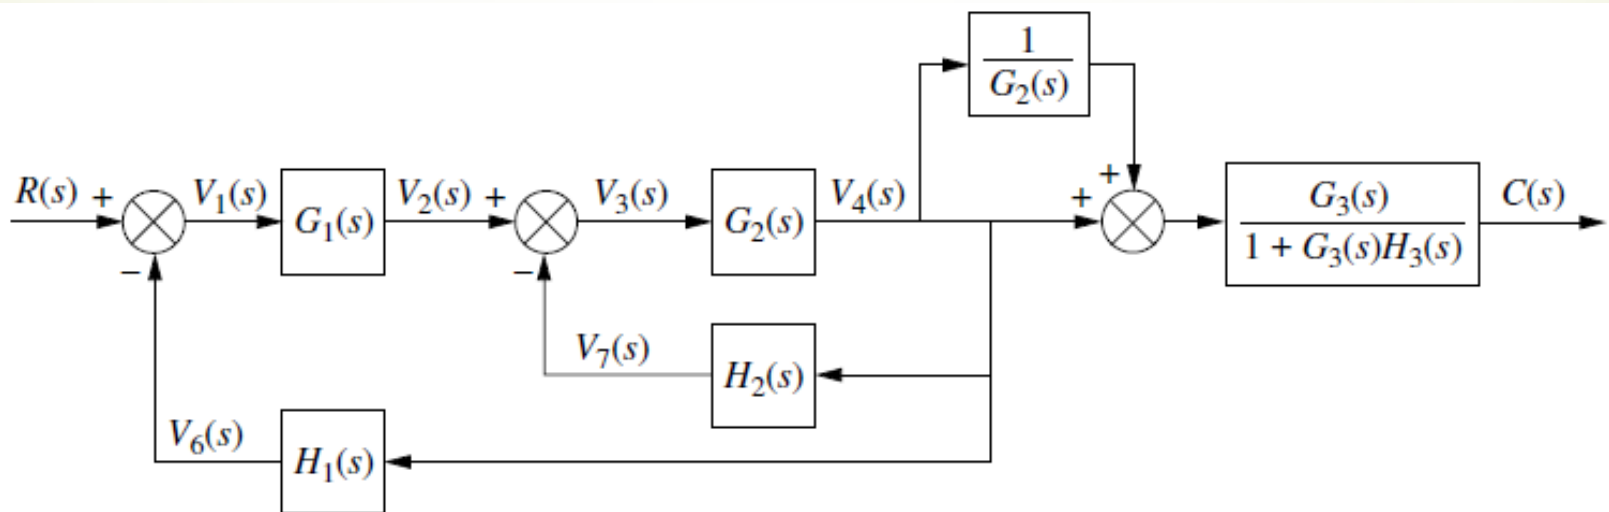 1
G₂(s)
R(s) + V₁(s) G₁(s) V₂(s) + V₃(s) G₂(s) V₄(s) + + G₃(s) C(s)
1 + G₃(s)H₃(s)
− −
V₇(s) H₂(s)
V₆(s) H₁(s)